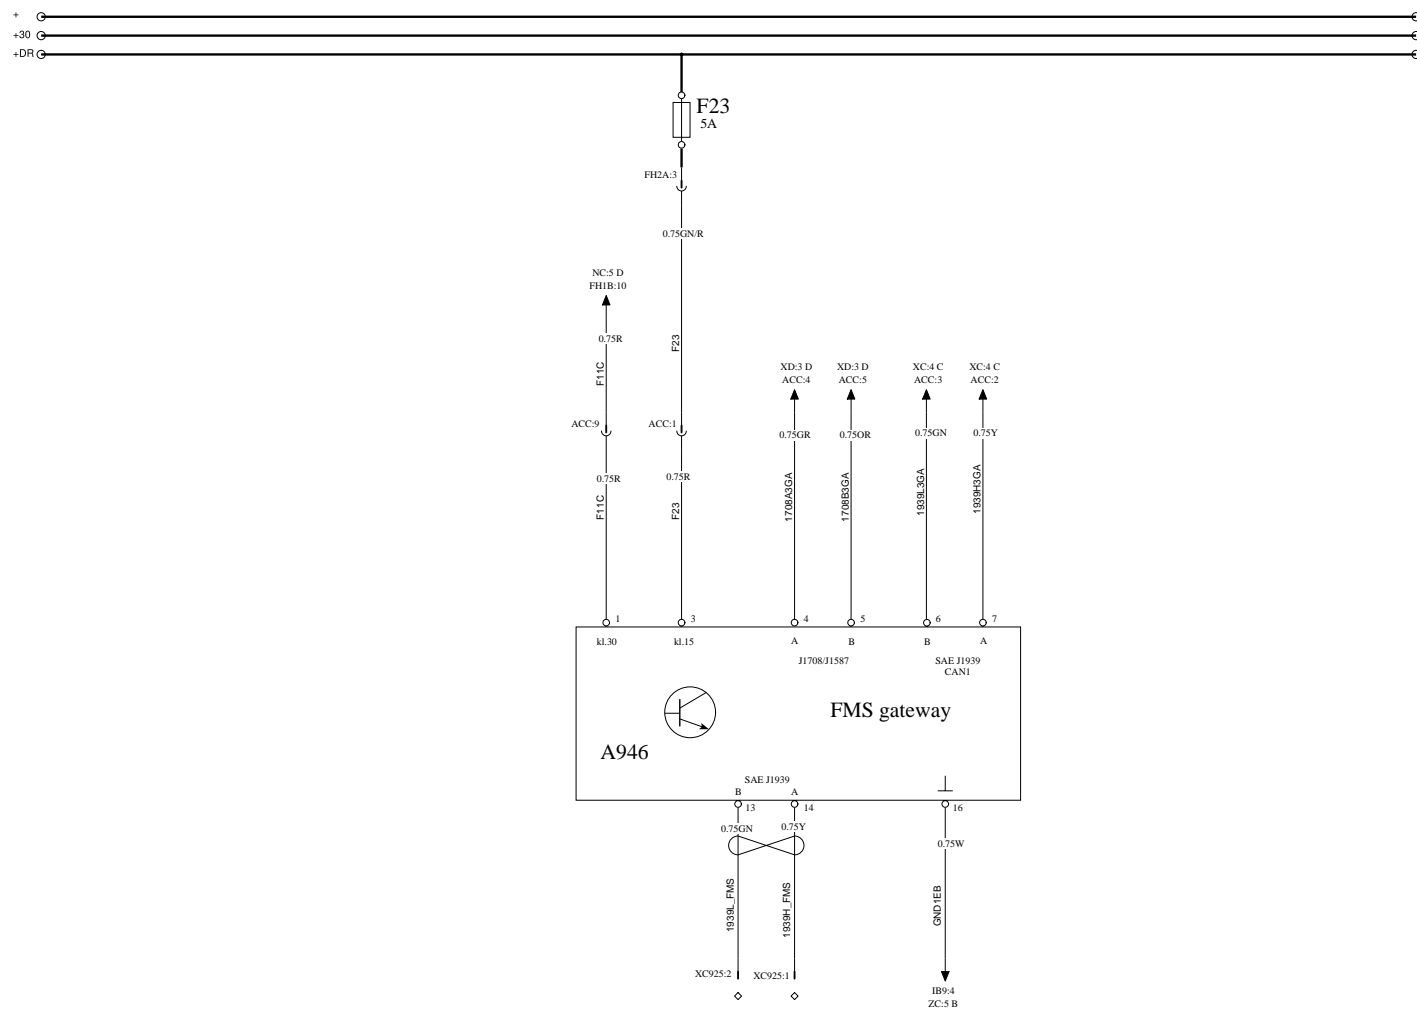 +
+30
+DR
F23
5A
FH2A:3
0.75GN/R
NC:5 D
FH1B:10
0.75R
F11C
F23
XD:3 D
ACC:4
XD:3 D
ACC:5
XC:4 C
ACC:3
XC:4 C
ACC:2
ACC:9
ACC:1
0.75GR
0.75OR
0.75GN
0.75Y
0.75R
0.75R
F11C
F23
1708A3GA
1708B3GA
1939L3GA
1939H3GA
1
3
4
5
6
7
kl.30
kl.15
A
B
B
A
J1708/J1587
SAE J1939
CAN1
FMS gateway
A946
SAE J1939
B
A
13
14
16
0.75GN
0.75Y
0.75W
1939L_FMS
1939H_FMS
GND1EB
XC925:2
XC925:1
IB9:4
ZC:5 B